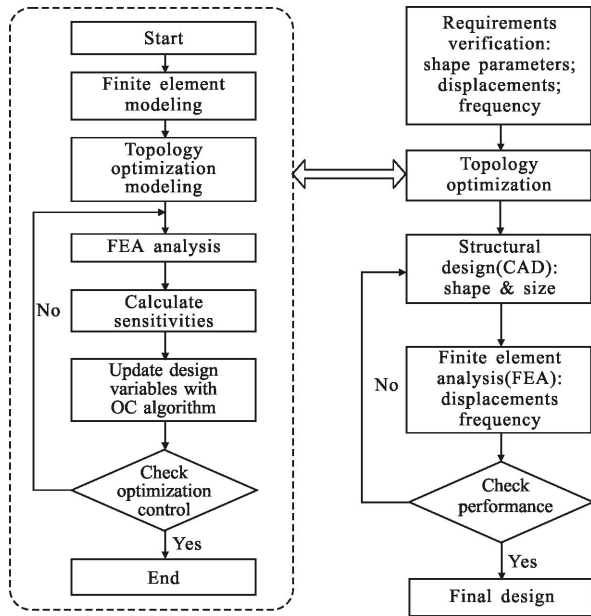 Start
Finite element
modeling
Topology
optimization
modeling
FEA analysis
No
Calculate
sensitivities
Update design
variables with
OC algorithm
Check
optimization
control
Yes
End
Requirements
verification:
shape parameters;
displacements;
frequency
Topology
optimization
Structural
design(CAD):
shape & size
No
Finite element
analysis(FEA):
displacements
frequency
Check
performance
Yes
Final design